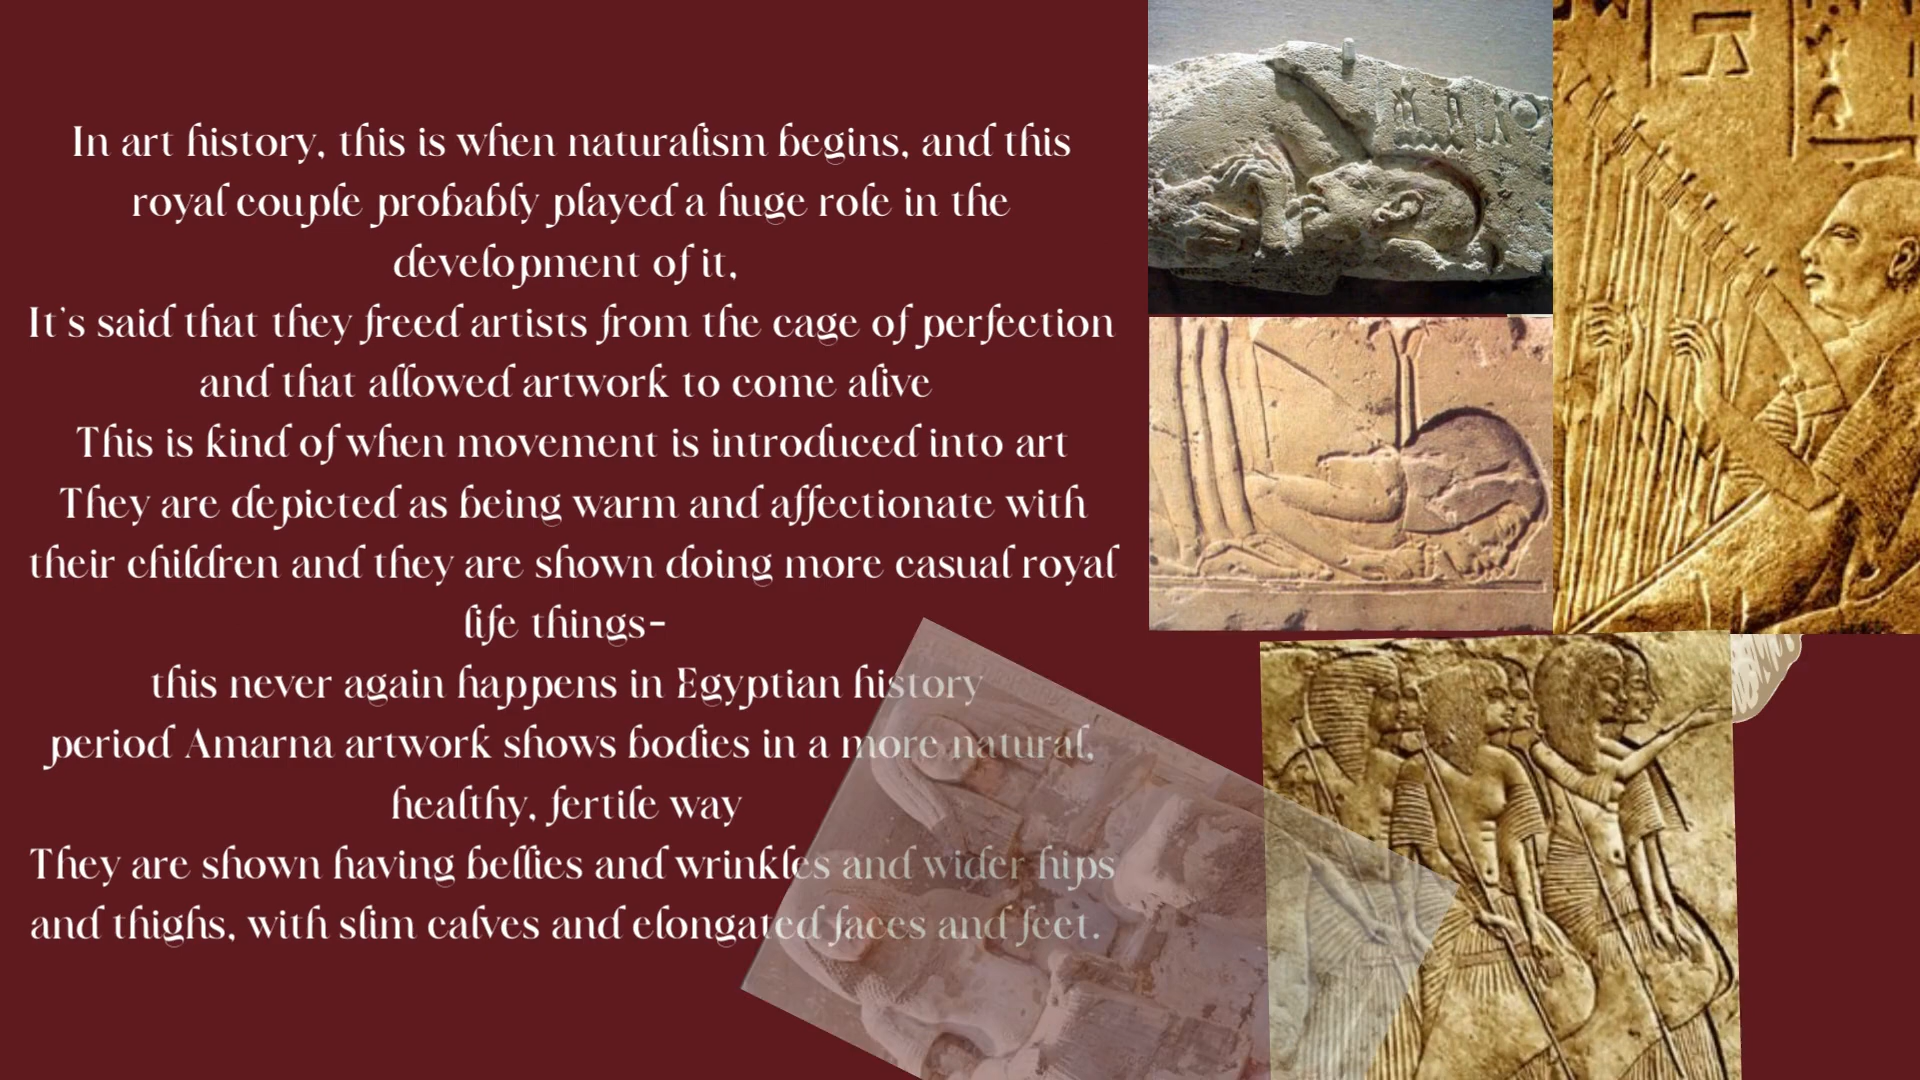 In art history, this is when naturalism begins, and this
royal couple probably played a huge role in the
development of it,
It's said that they freed artists from the cage of perfection
and that allowed artwork to come alive
This is kind of when movement is introduced into art
They are depicted as being warm and affectionate with
their children and they are shown doing more casual royal
life things-
this never again happens in Egyptian history
period Amarna artwork shows bodies in a more natural,
healthy, fertile way
They are shown having bellies and wrinkles and wider hips
and thighs, with slim calves and elongated faces and feet.